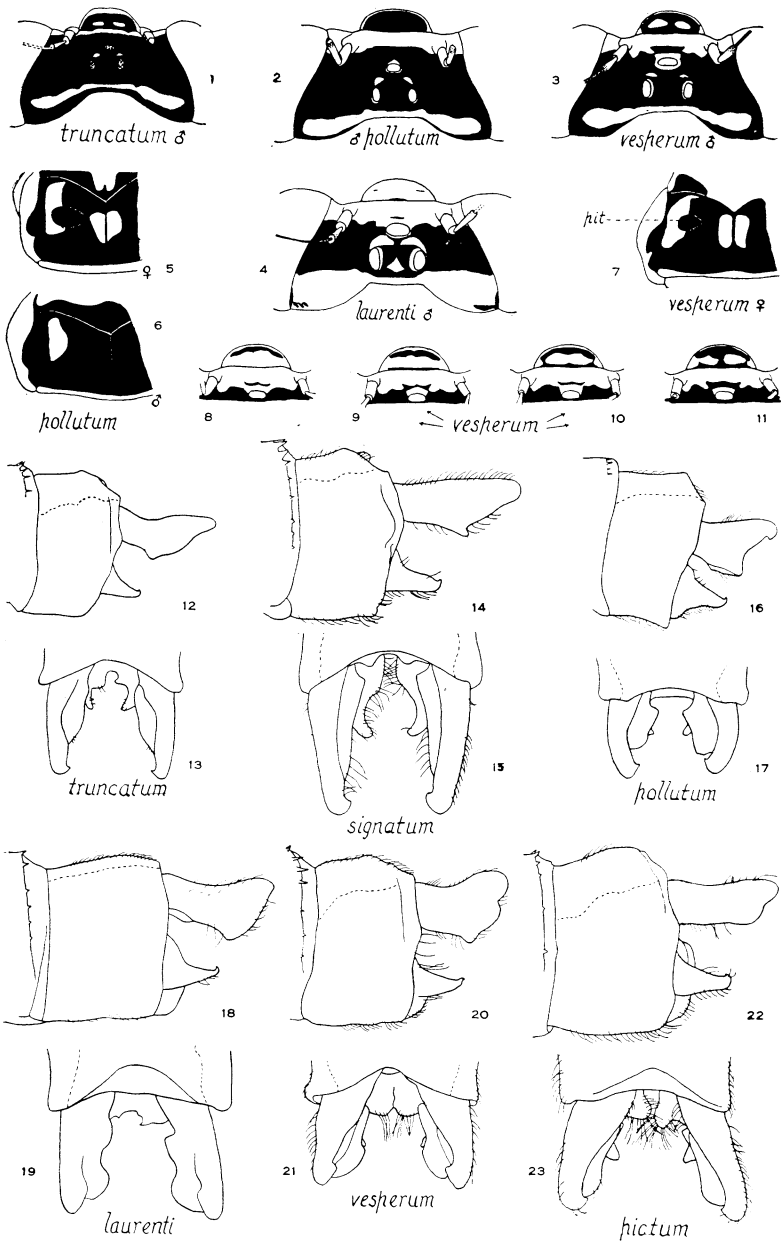 1
2
3
truncatum ♂
♂ pollutum
vesperum ♂
♀ 5
4
pit
7
laurenti ♂
vesperum ♀
6
♂
pollutum
8
9
10
11
vesperum
12
14
16
13
15
17
truncatum
signatum
pollutum
18
20
22
19
21
23
laurenti
vesperum
pictum